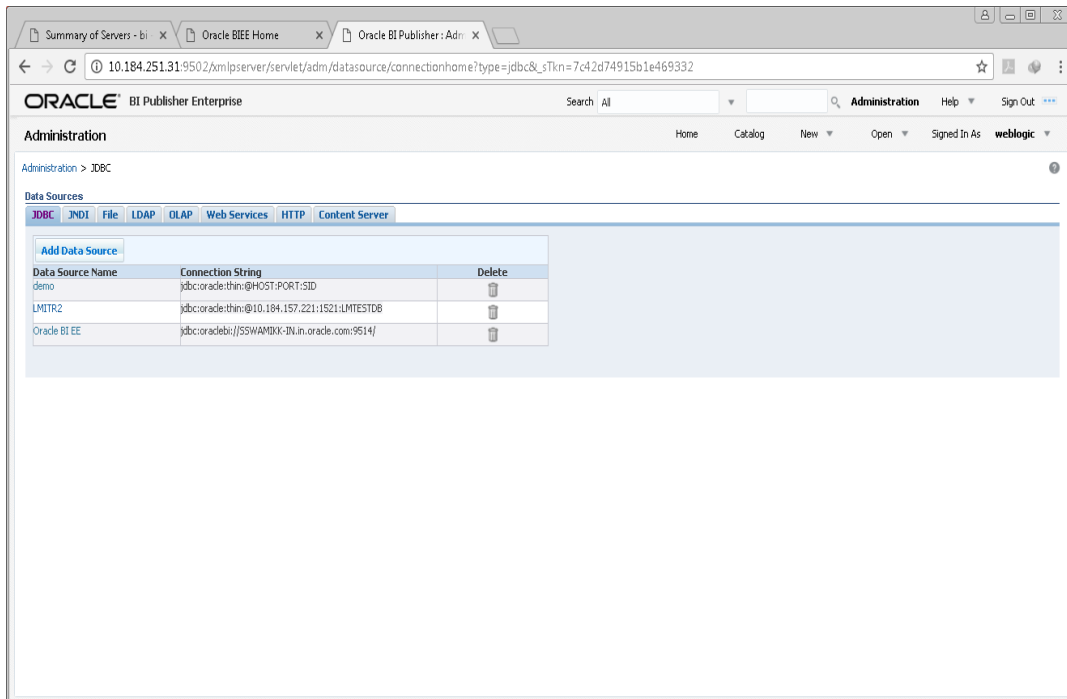 Summary of Servers - bi -
Oracle BIEE Home
Oracle BI Publisher : Adm
10.184.251.31:9502/xmlpserver/servlet/adm/datasource/connectionhome?type=jdbc&_sTkn=7c42d74915b1e469332
ORACLE BI Publisher Enterprise Search All Administration Help Sign Out
Administration Home Catalog New Open Signed In As weblogic
Administration > JDBC
Data Sources
JDBC JNDI File LDAP OLAP Web Services HTTP Content Server
Add Data Source
Data Source Name Connection String Delete
demo jdbc:oracle:thin:@HOST:PORT:SID
LMITR2 jdbc:oracle:thin:@10.184.157.221:1521:LMTESTDB
Oracle BI EE jdbc:oraclebi://SSWAMIKK-IN.in.oracle.com:9514/